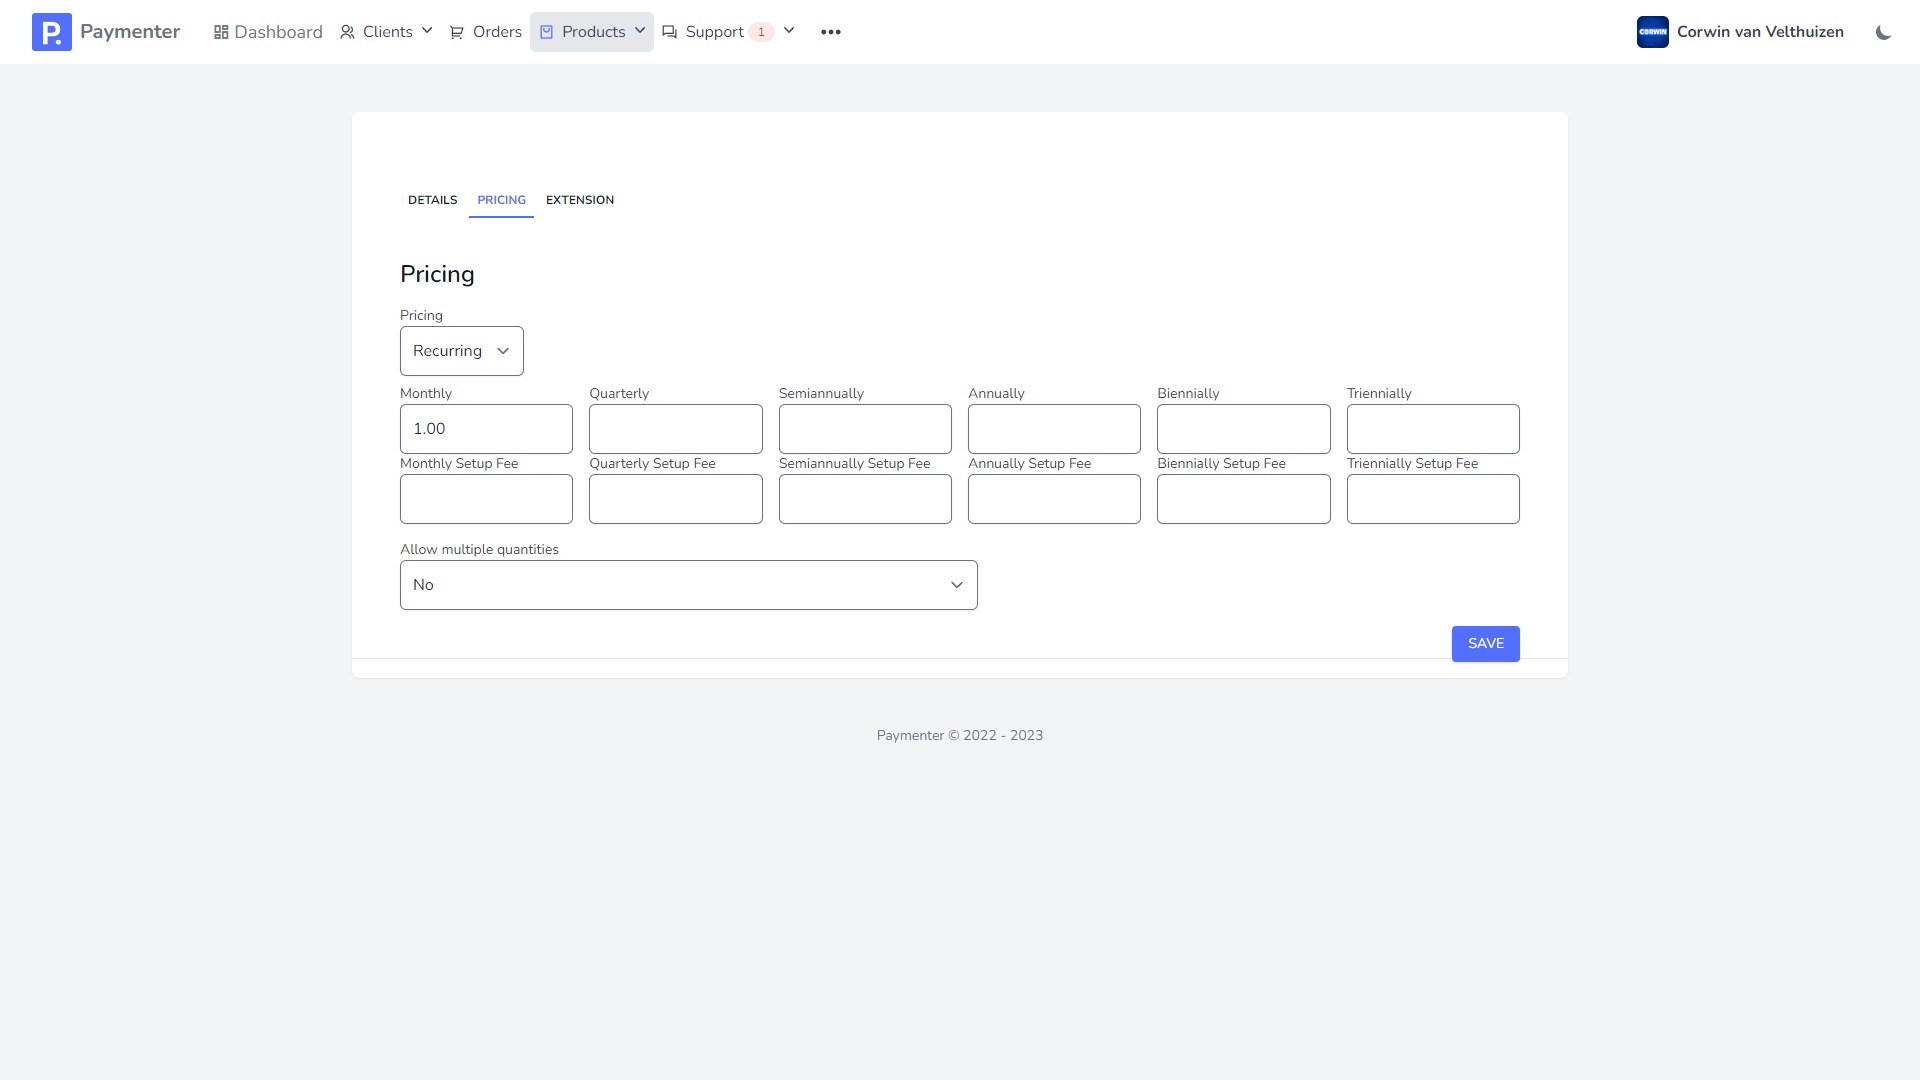 P. Paymenter Dashboard Clients Orders Products Support 1 ••• CORWIN Corwin van Velthuizen
DETAILS PRICING EXTENSION
Pricing
Pricing
Recurring
Monthly Quarterly Semiannually Annually Biennially Triennially
1.00
Monthly Setup Fee Quarterly Setup Fee Semiannually Setup Fee Annually Setup Fee Biennially Setup Fee Triennially Setup Fee
Allow multiple quantities
No
SAVE
Paymenter © 2022 - 2023